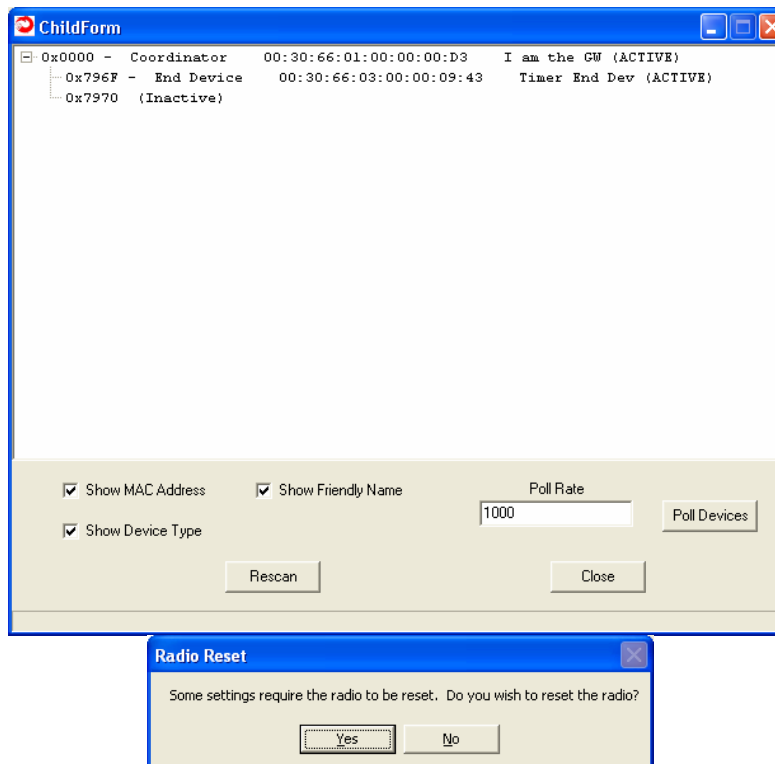 ChildForm
0x0000 - Coordinator 00:30:66:01:00:00:00:D3 I am the GW (ACTIVE)
0x796F - End Device 00:30:66:03:00:00:09:43 Timer End Dev (ACTIVE)
0x7970 (Inactive)
Show MAC Address Show Friendly Name Poll Rate
1000 Poll Devices
Show Device Type
Rescan Close
Radio Reset
Some settings require the radio to be reset. Do you wish to reset the radio?
Yes No